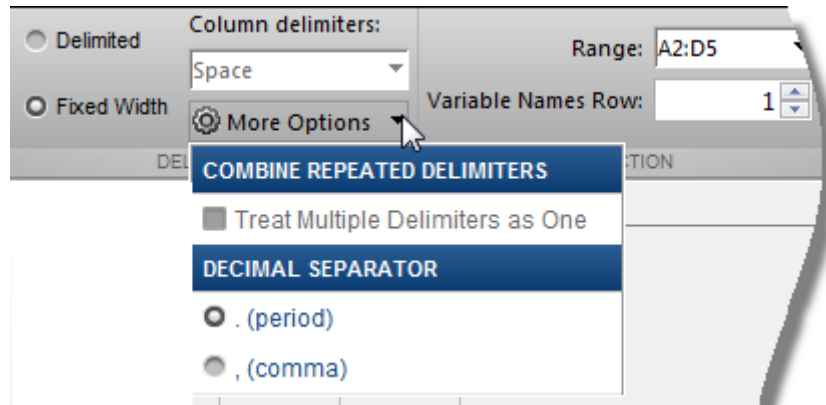 Delimited
Column delimiters:
Space
Range: A2:D5
Fixed Width
More Options
Variable Names Row: 1
COMBINE REPEATED DELIMITERS
Treat Multiple Delimiters as One
DECIMAL SEPARATOR
. (period)
, (comma)